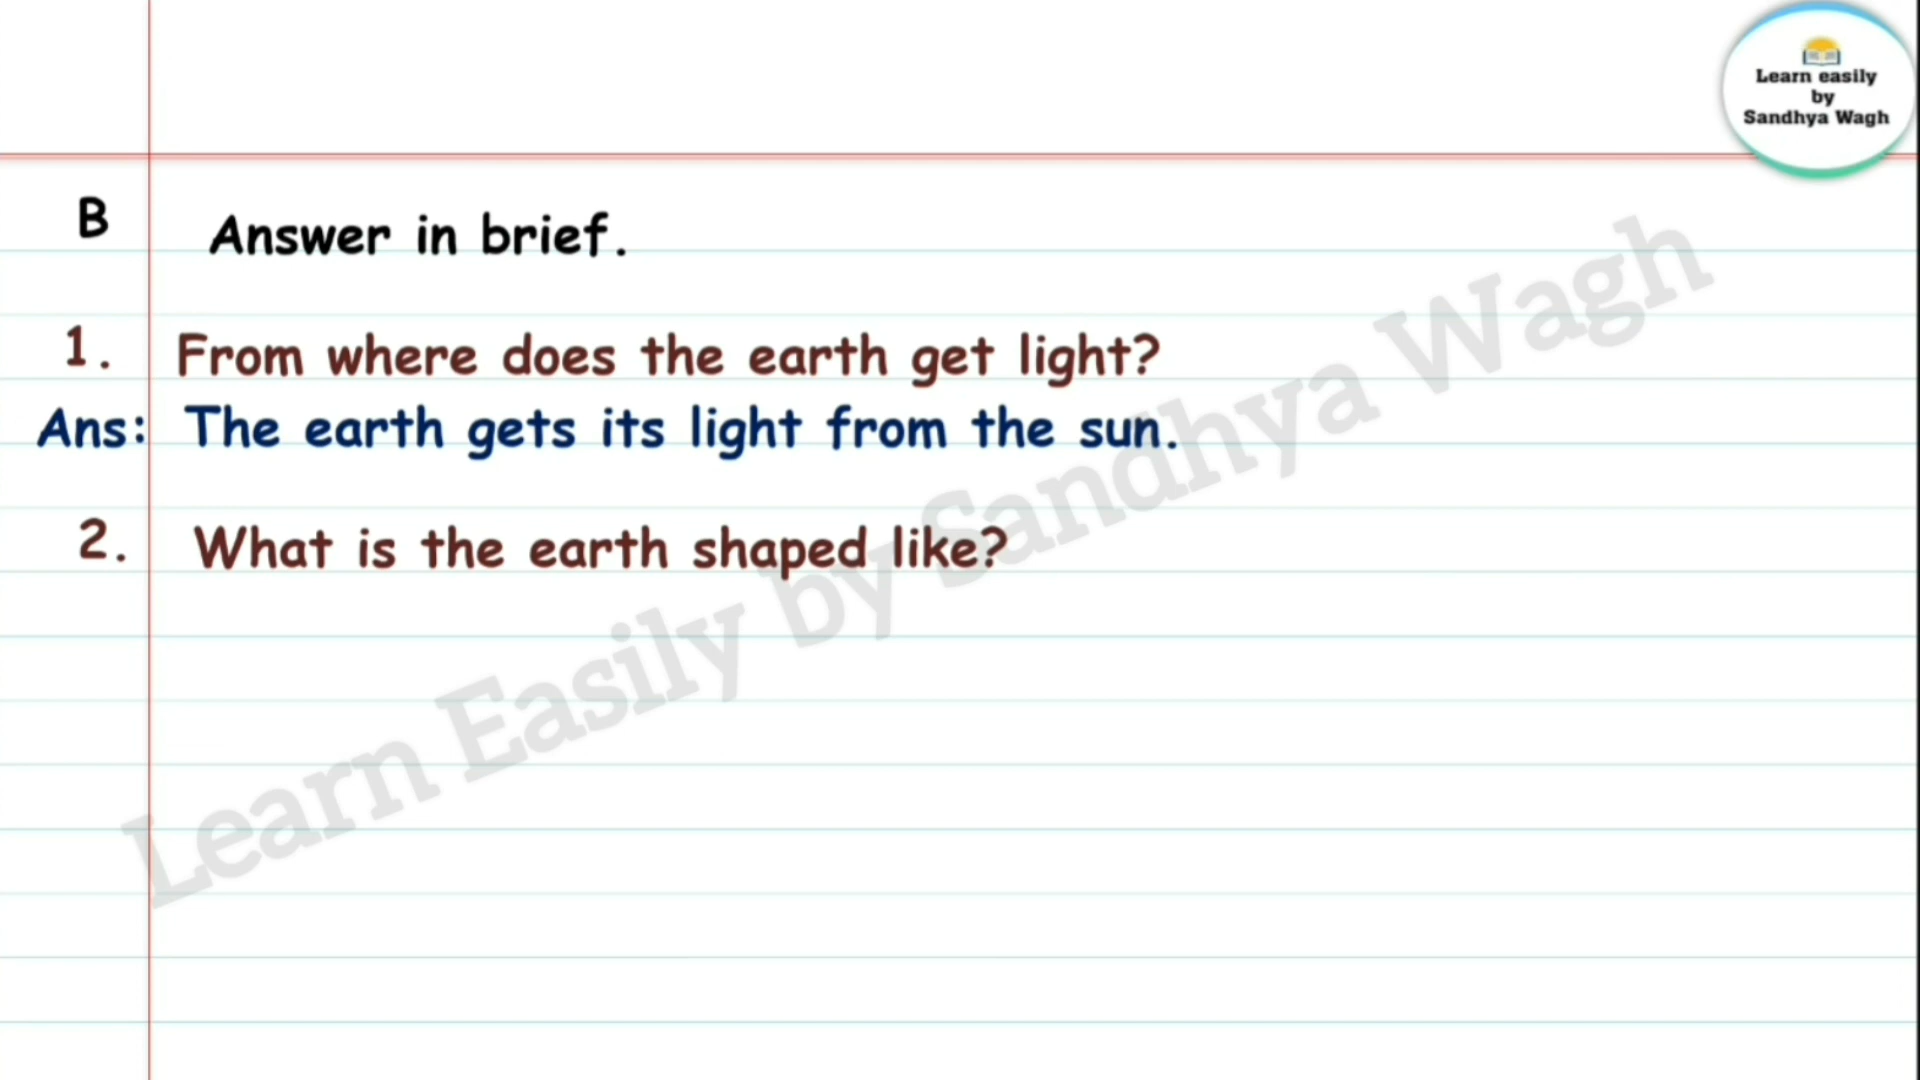 Learn easily
by
Sandhya Wagh
B Answer in brief.
1. From where does the earth get light?
Ans: The earth gets its light from the sun.
2. What is the earth shaped like?
Learn Easily by Sandhya Wagh